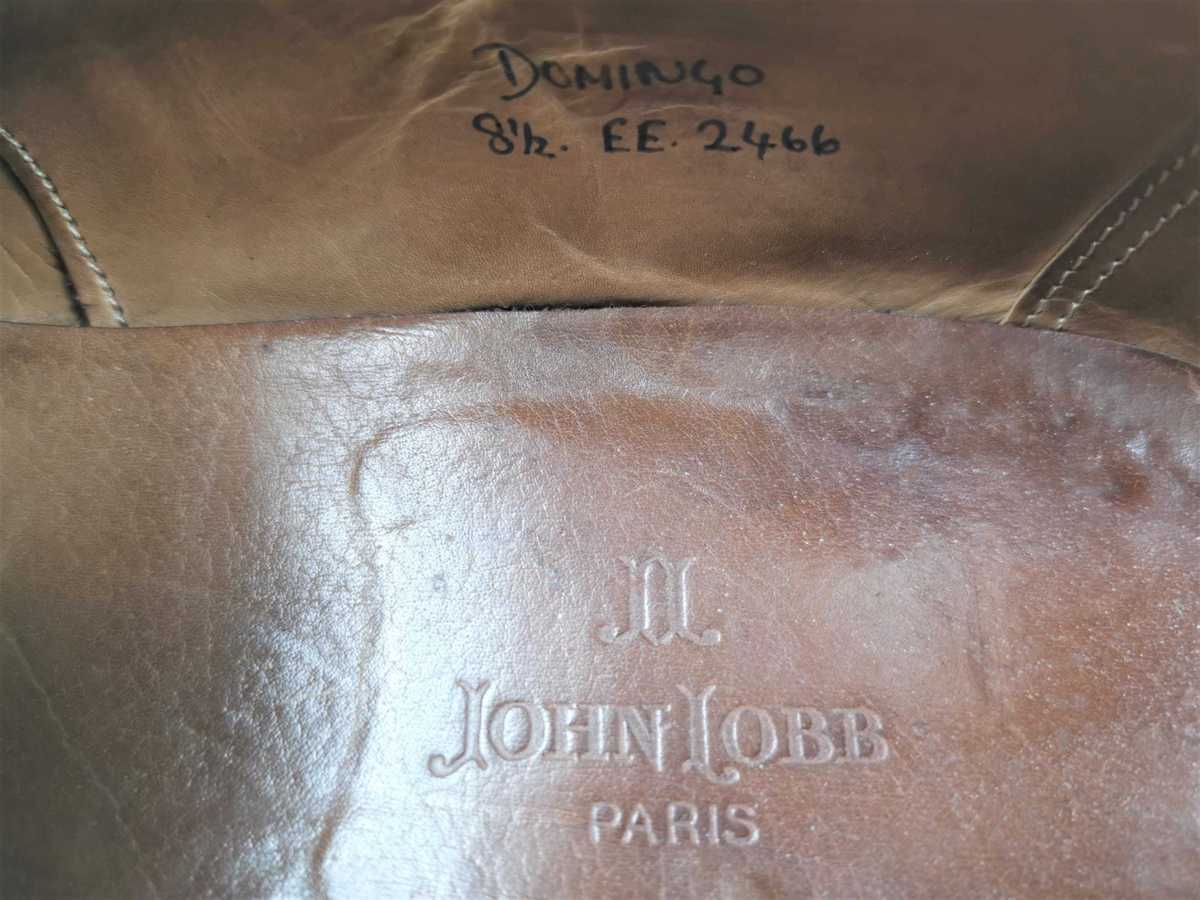 DOMINGO
8½. EE. 2466
JL
JOHN LOBB
PARIS